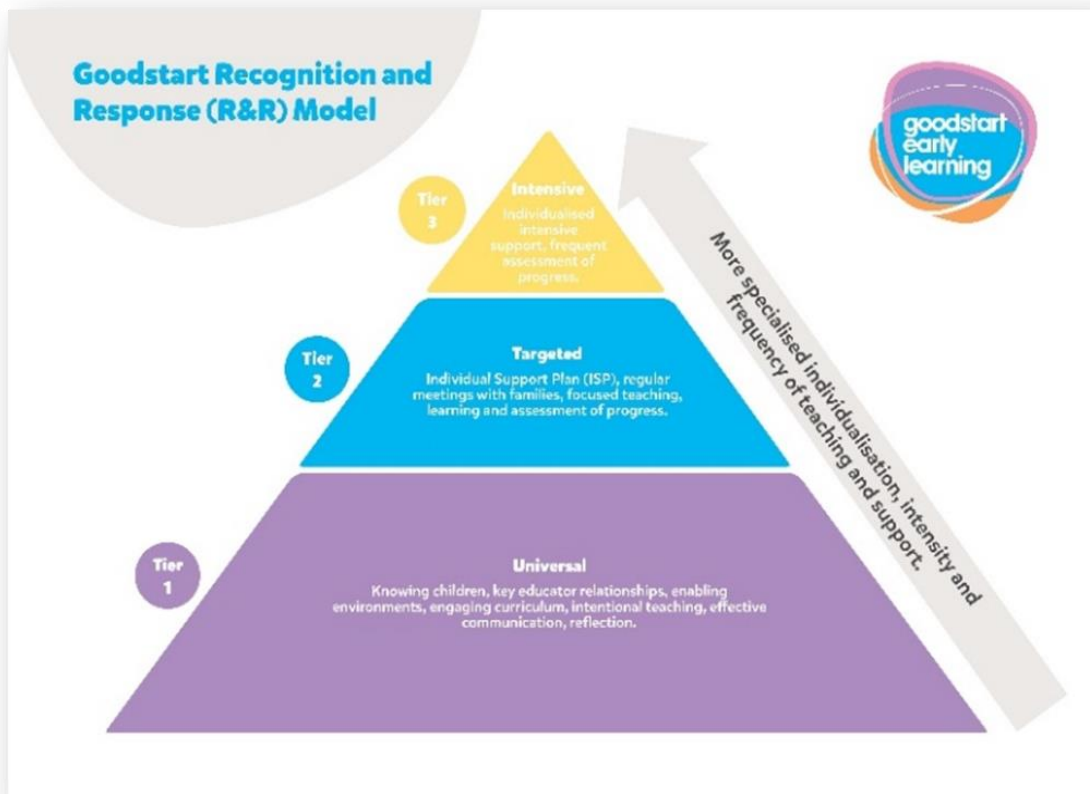 Goodstart Recognition and
Response (R&R) Model
goodstart
early
learning
Tier
3
Intensive
Individualised
intensive
support, frequent
assessment of
progress.
Tier
2
Targeted
Individual Support Plan (ISP), regular
meetings with families, focused teaching,
learning and assessment of progress.
Tier
1
Universal
Knowing children, key educator relationships, enabling
environments, engaging curriculum, intentional teaching, effective
communication, reflection.
More specialised individualisation, intensity and
frequency of teaching and support.